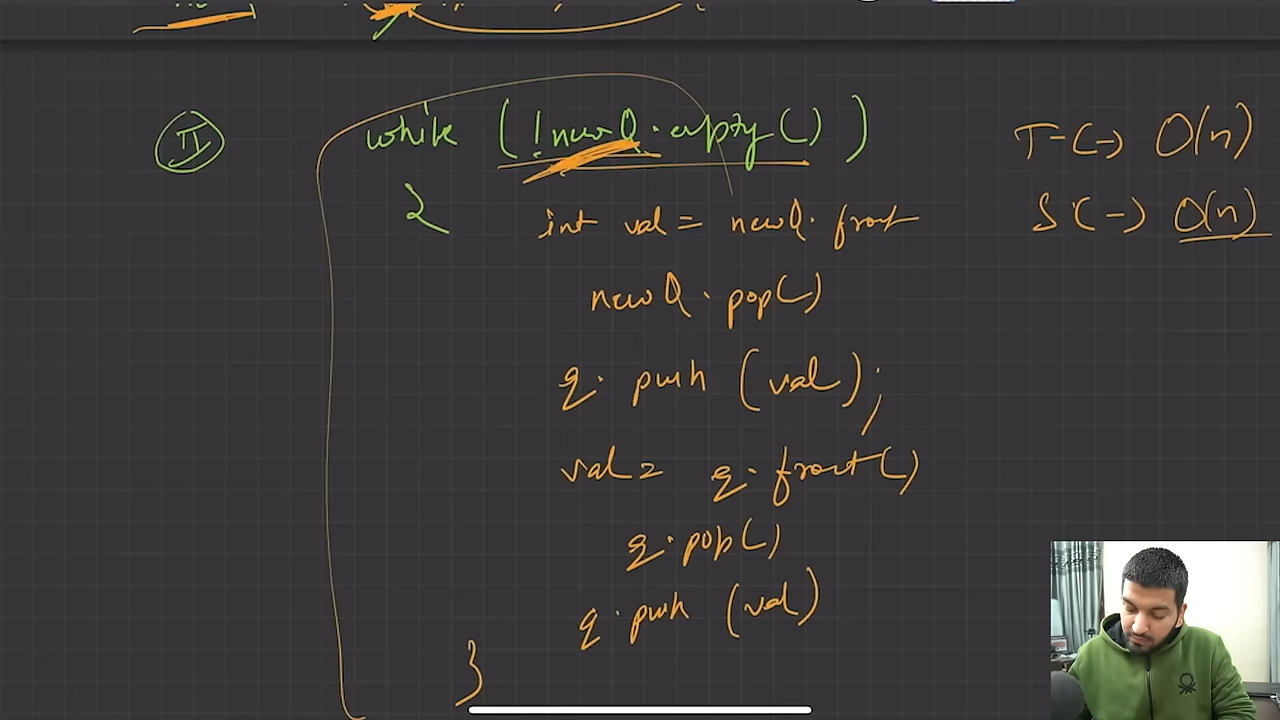 II while (!newQ.empty())
T.C -> O(n)
{
int val = newQ.front
S.C -> O(n)
newQ.pop()
q.push (val);
val = q.front()
q.pop()
q.push (val)
}